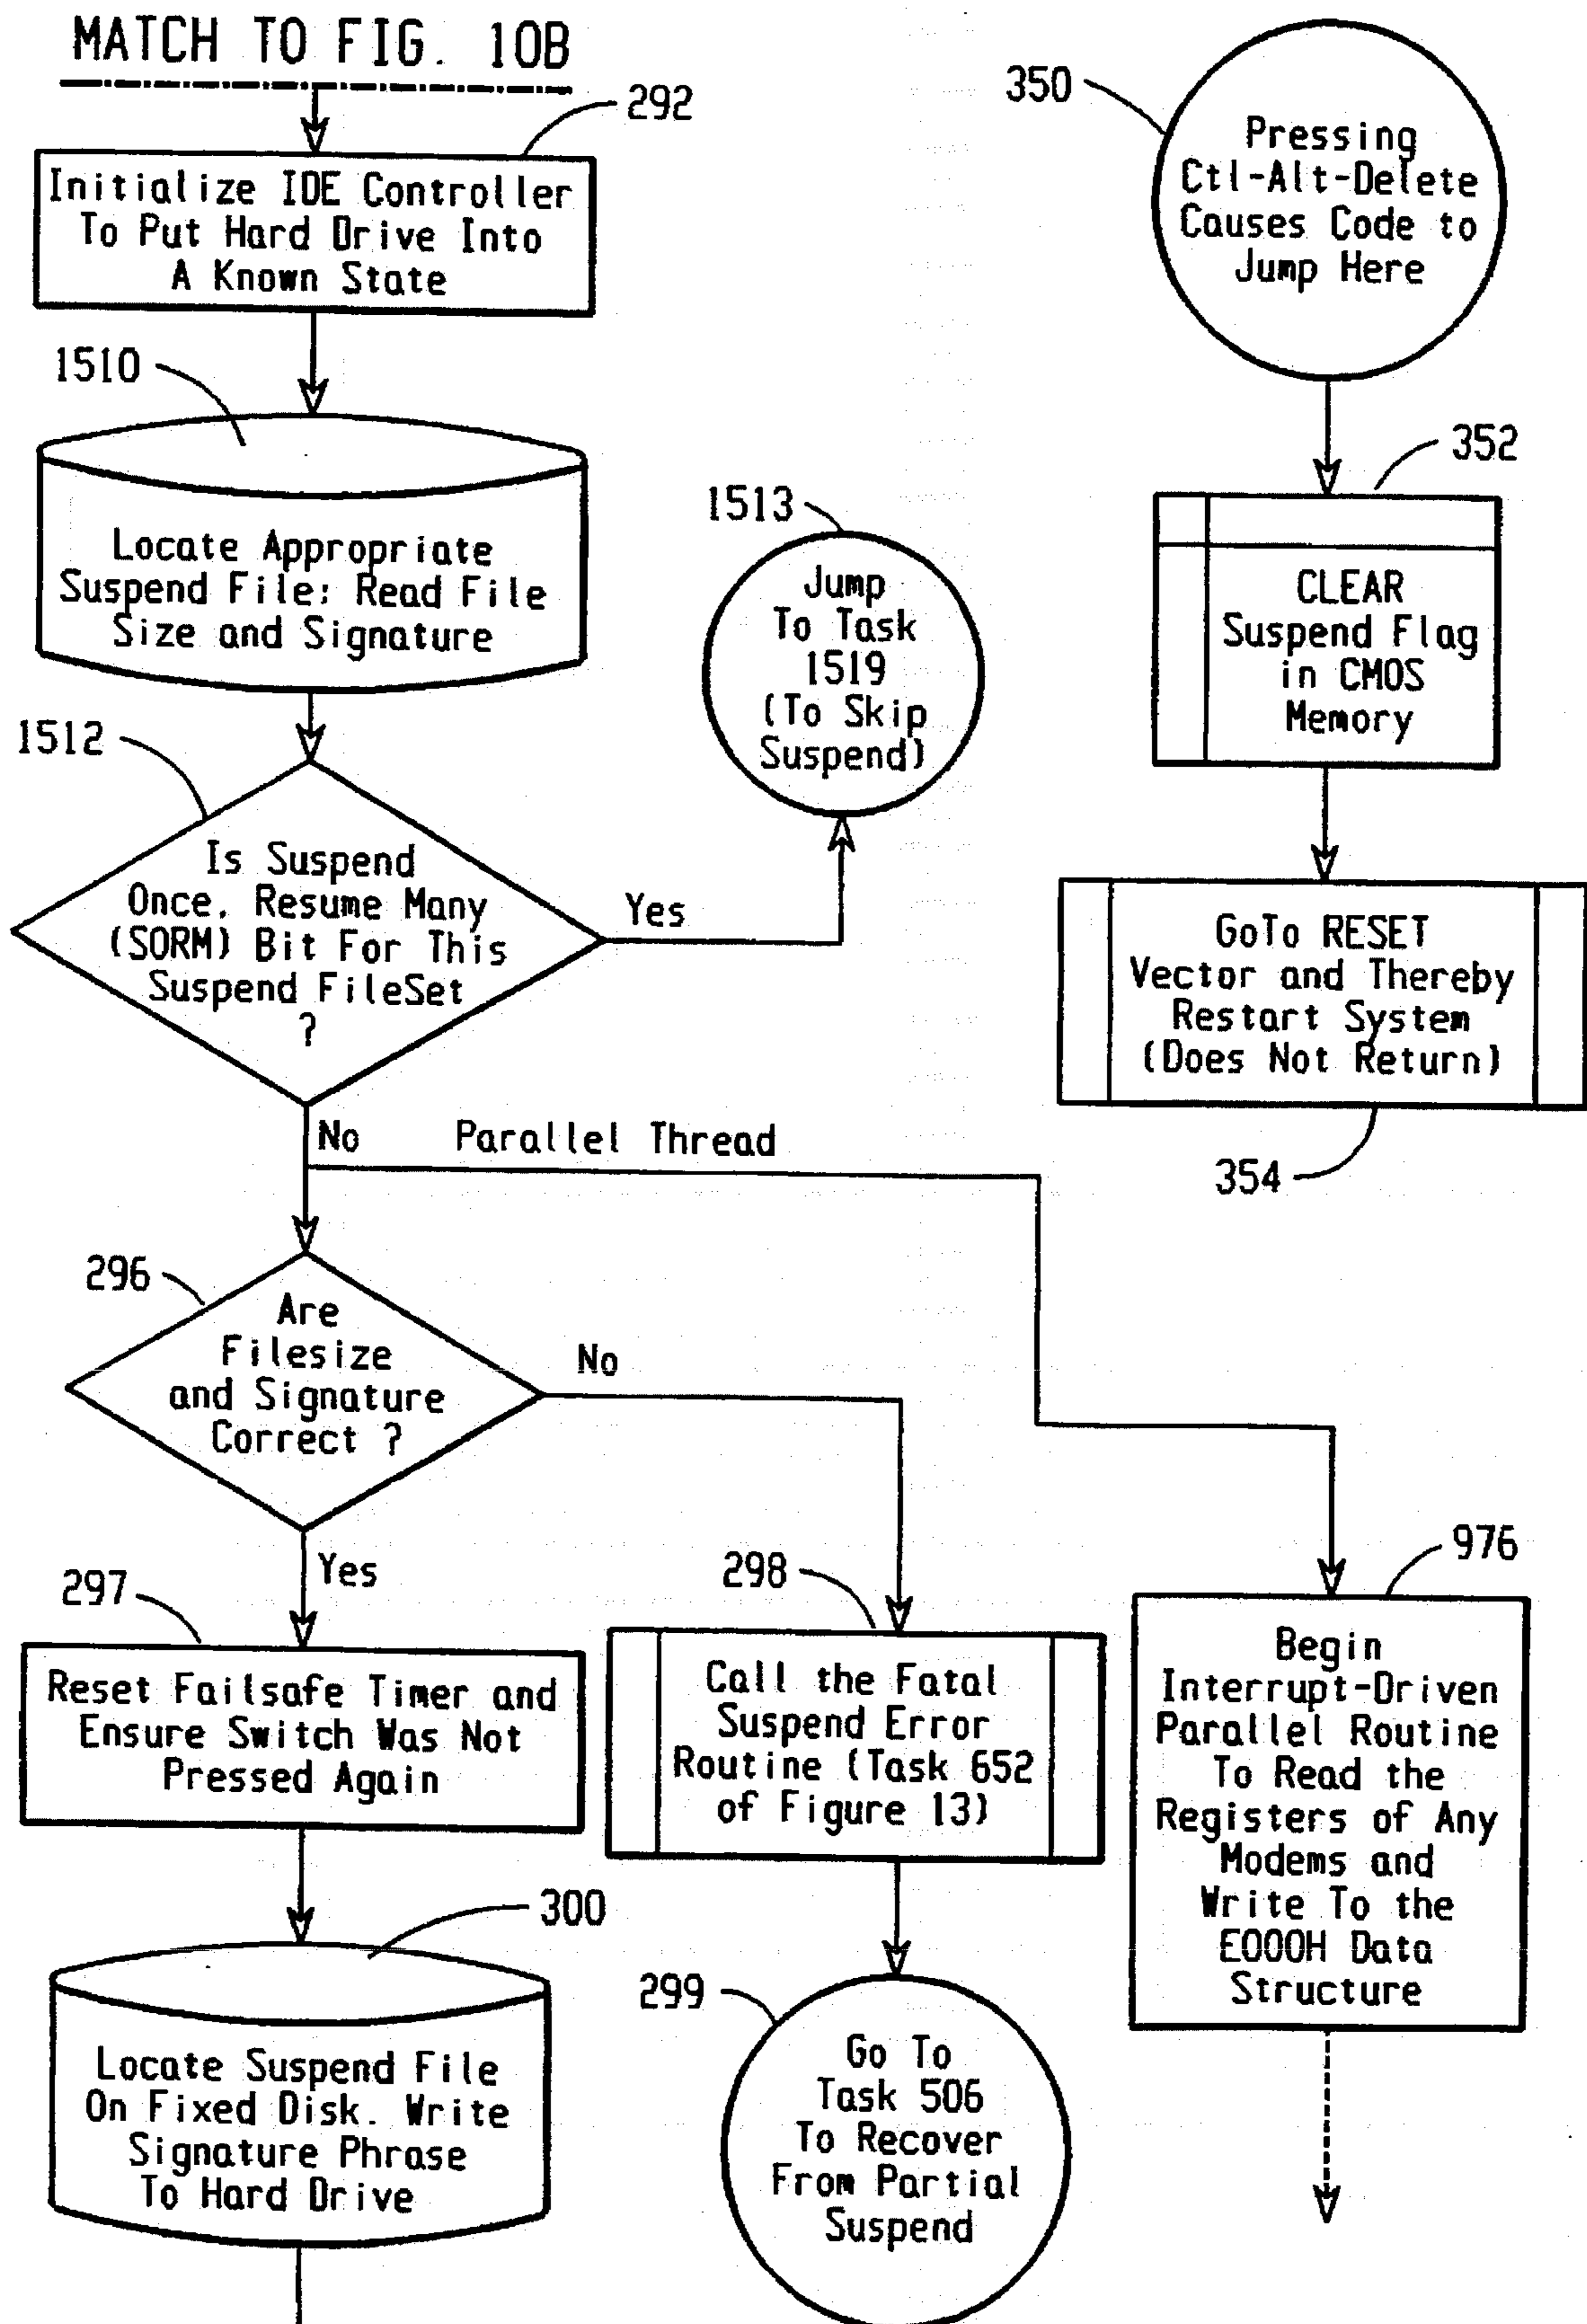 MATCH TO FIG. 10B
292
Initialize IDE Controller
To Put Hard Drive Into
A Known State
1510
Locate Appropriate
Suspend File; Read File
Size and Signature
1512
Is Suspend
Once, Resume Many
(SORM) Bit For This
Suspend FileSet
?
Yes
1513
Jump
To Task
1519
(To Skip
Suspend)
No
Parallel Thread
296
Are
Filesize
and Signature
Correct ?
No
Yes
297
Reset Failsafe Timer and
Ensure Switch Was Not
Pressed Again
300
Locate Suspend File
On Fixed Disk. Write
Signature Phrase
To Hard Drive
298
Call the Fatal
Suspend Error
Routine (Task 652
of Figure 13)
299
Go To
Task 506
To Recover
From Partial
Suspend
350
Pressing
Ctl-Alt-Delete
Causes Code to
Jump Here
352
CLEAR
Suspend Flag
in CMOS
Memory
GoTo RESET
Vector and Thereby
Restart System
(Does Not Return)
354
976
Begin
Interrupt-Driven
Parallel Routine
To Read the
Registers of Any
Modems and
Write To the
E000H Data
Structure